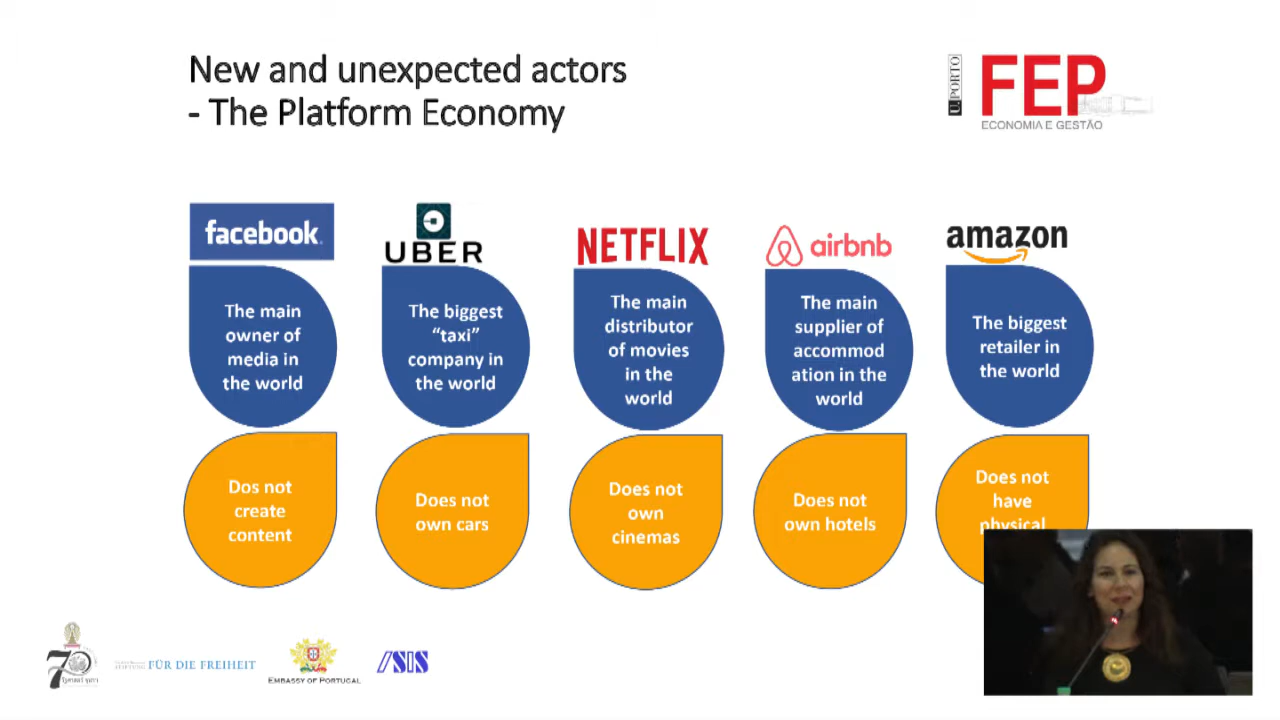 New and unexpected actors
- The Platform Economy
U.PORTO
FEP
ECONOMIA E GESTÃO
facebook.
UBER
NETFLIX
airbnb
amazon
The main
owner of
media in
the world
The biggest
“taxi”
company in
the world
The main
distributor
of movies
in the
world
The main
supplier of
accommod
ation in the
world
The biggest
retailer in
the world
Dos not
create
content
Does not
own cars
Does not
own
cinemas
Does not
own hotels
Does not
have
physical
70
STIFTUNG FÜR DIE FREIHEIT
EMBASSY OF PORTUGAL
ISIS